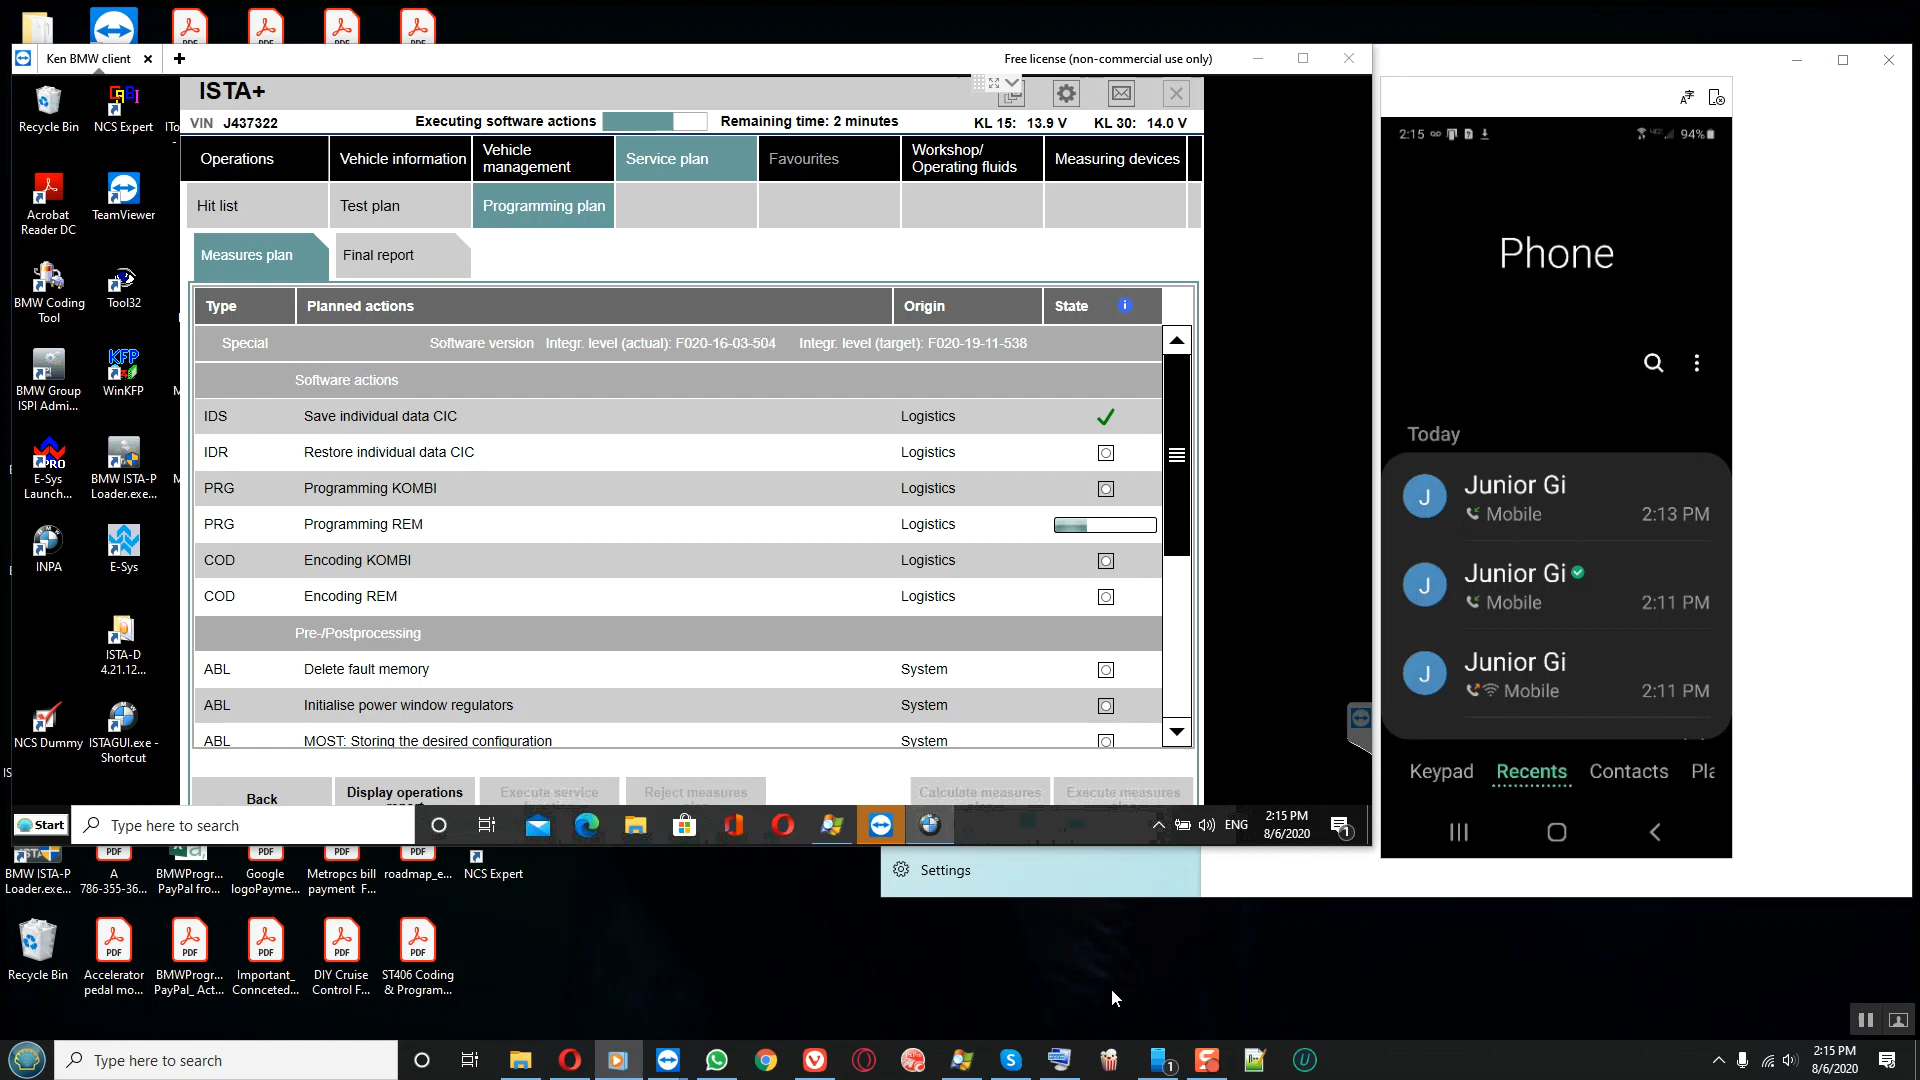 Ken BMW client
Free license (non-commercial use only)
ISTA+
VIN J437322
Executing software actions
Remaining time: 2 minutes
KL 15: 13.9 V
KL 30: 14.0 V
Operations
Vehicle information
Vehicle
management
Service plan
Favourites
Workshop/
Operating fluids
Measuring devices
Hit list
Test plan
Programming plan
Measures plan
Final report
Type
Planned actions
Origin
State
Special
Software version Integr. level (actual): F020-16-03-504 Integr. level (target): F020-19-11-538
Software actions
IDS Save individual data CIC Logistics
IDR Restore individual data CIC Logistics
PRG Programming KOMBI Logistics
PRG Programming REM Logistics
COD Encoding KOMBI Logistics
COD Encoding REM Logistics
Pre-/Postprocessing
ABL Delete fault memory System
ABL Initialise power window regulators System
ABL MOST: Storing the desired configuration System
Back
Display operations
Execute service
Reject measures
Calculate measures
Execute measures
Recycle Bin
NCS Expert
Acrobat
Reader DC
TeamViewer
BMW Coding
Tool
Tool32
BMW Group
ISPI Admi...
WinKFP
E-Sys
Launch...
BMW ISTA-P
Loader.exe...
INPA
E-Sys
ISTA-D
4.21.12...
NCS Dummy
ISTAGUI.exe -
Shortcut
Start
Type here to search
ENG
2:15 PM
8/6/2020
1
Settings
2:15
94%
Phone
Today
Junior Gi
Mobile 2:13 PM
Junior Gi
Mobile 2:11 PM
Junior Gi
Mobile 2:11 PM
Keypad
Recents
Contacts
Pla
BMW ISTA-P
Loader.exe...
A
786-355-36...
BMWProgr...
PayPal fro...
Google
logoPayme...
Metropcs bill
payment F...
roadmap_e...
NCS Expert
Recycle Bin
Accelerator
pedal mo...
BMWProgr...
PayPal_ Act...
Important_
Connceted...
DIY Cruise
Control F...
ST406 Coding
& Program...
Type here to search
1
2:15 PM
8/6/2020